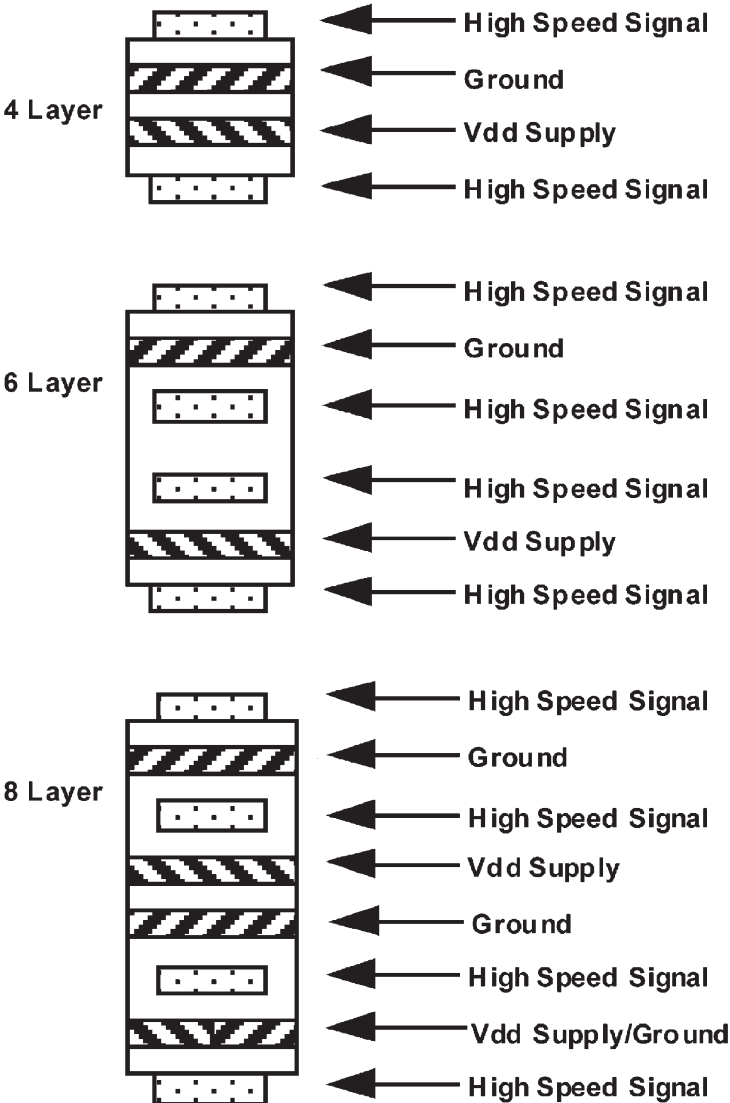 High Speed Signal
Ground
4 Layer
Vdd Supply
High Speed Signal
High Speed Signal
Ground
6 Layer
High Speed Signal
High Speed Signal
Vdd Supply
High Speed Signal
High Speed Signal
Ground
8 Layer
High Speed Signal
Vdd Supply
Ground
High Speed Signal
Vdd Supply/Ground
High Speed Signal